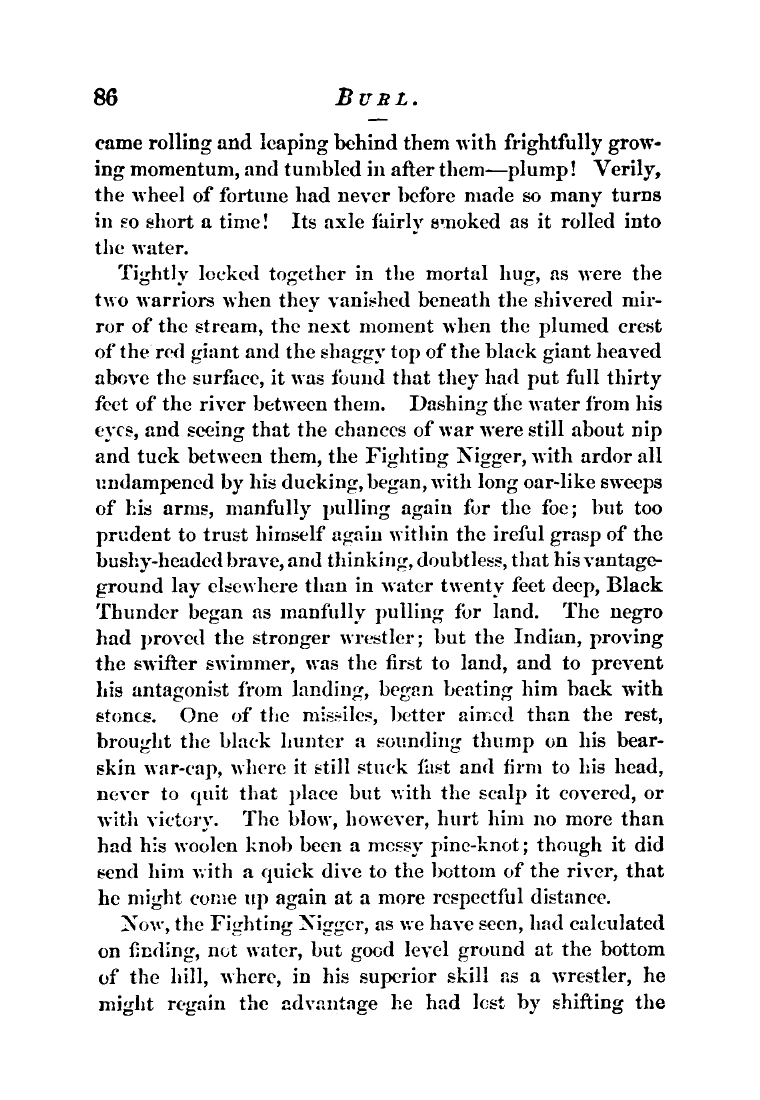 86 BURL.
came rolling and leaping behind them with frightfully grow-
ing momentum, and tumbled in after them—plump! Verily,
the wheel of fortune had never before made so many turns
in so short a time! Its axle fairly smoked as it rolled into
the water.
Tightly locked together in the mortal hug, as were the
two warriors when they vanished beneath the shivered mir-
ror of the stream, the next moment when the plumed crest
of the red giant and the shaggy top of the black giant heaved
above the surface, it was found that they had put full thirty
feet of the river between them. Dashing the water from his
eyes, and seeing that the chances of war were still about nip
and tuck between them, the Fighting Nigger, with ardor all
undampened by his ducking, began, with long oar-like sweeps
of his arms, manfully pulling again for the foe; but too
prudent to trust himself again within the ireful grasp of the
bushy-headed brave, and thinking, doubtless, that his vantage-
ground lay elsewhere than in water twenty feet deep, Black
Thunder began as manfully pulling for land. The negro
had proved the stronger wrestler; but the Indian, proving
the swifter swimmer, was the first to land, and to prevent
his antagonist from landing, began beating him back with
stones. One of the missiles, better aimed than the rest,
brought the black hunter a sounding thump on his bear-
skin war-cap, where it still stuck fast and firm to his head,
never to quit that place but with the scalp it covered, or
with victory. The blow, however, hurt him no more than
had his woolen knob been a mossy pine-knot; though it did
send him with a quick dive to the bottom of the river, that
he might come up again at a more respectful distance.
Now, the Fighting Nigger, as we have seen, had calculated
on finding, not water, but good level ground at the bottom
of the hill, where, in his superior skill as a wrestler, he
might regain the advantage he had lost by shifting the